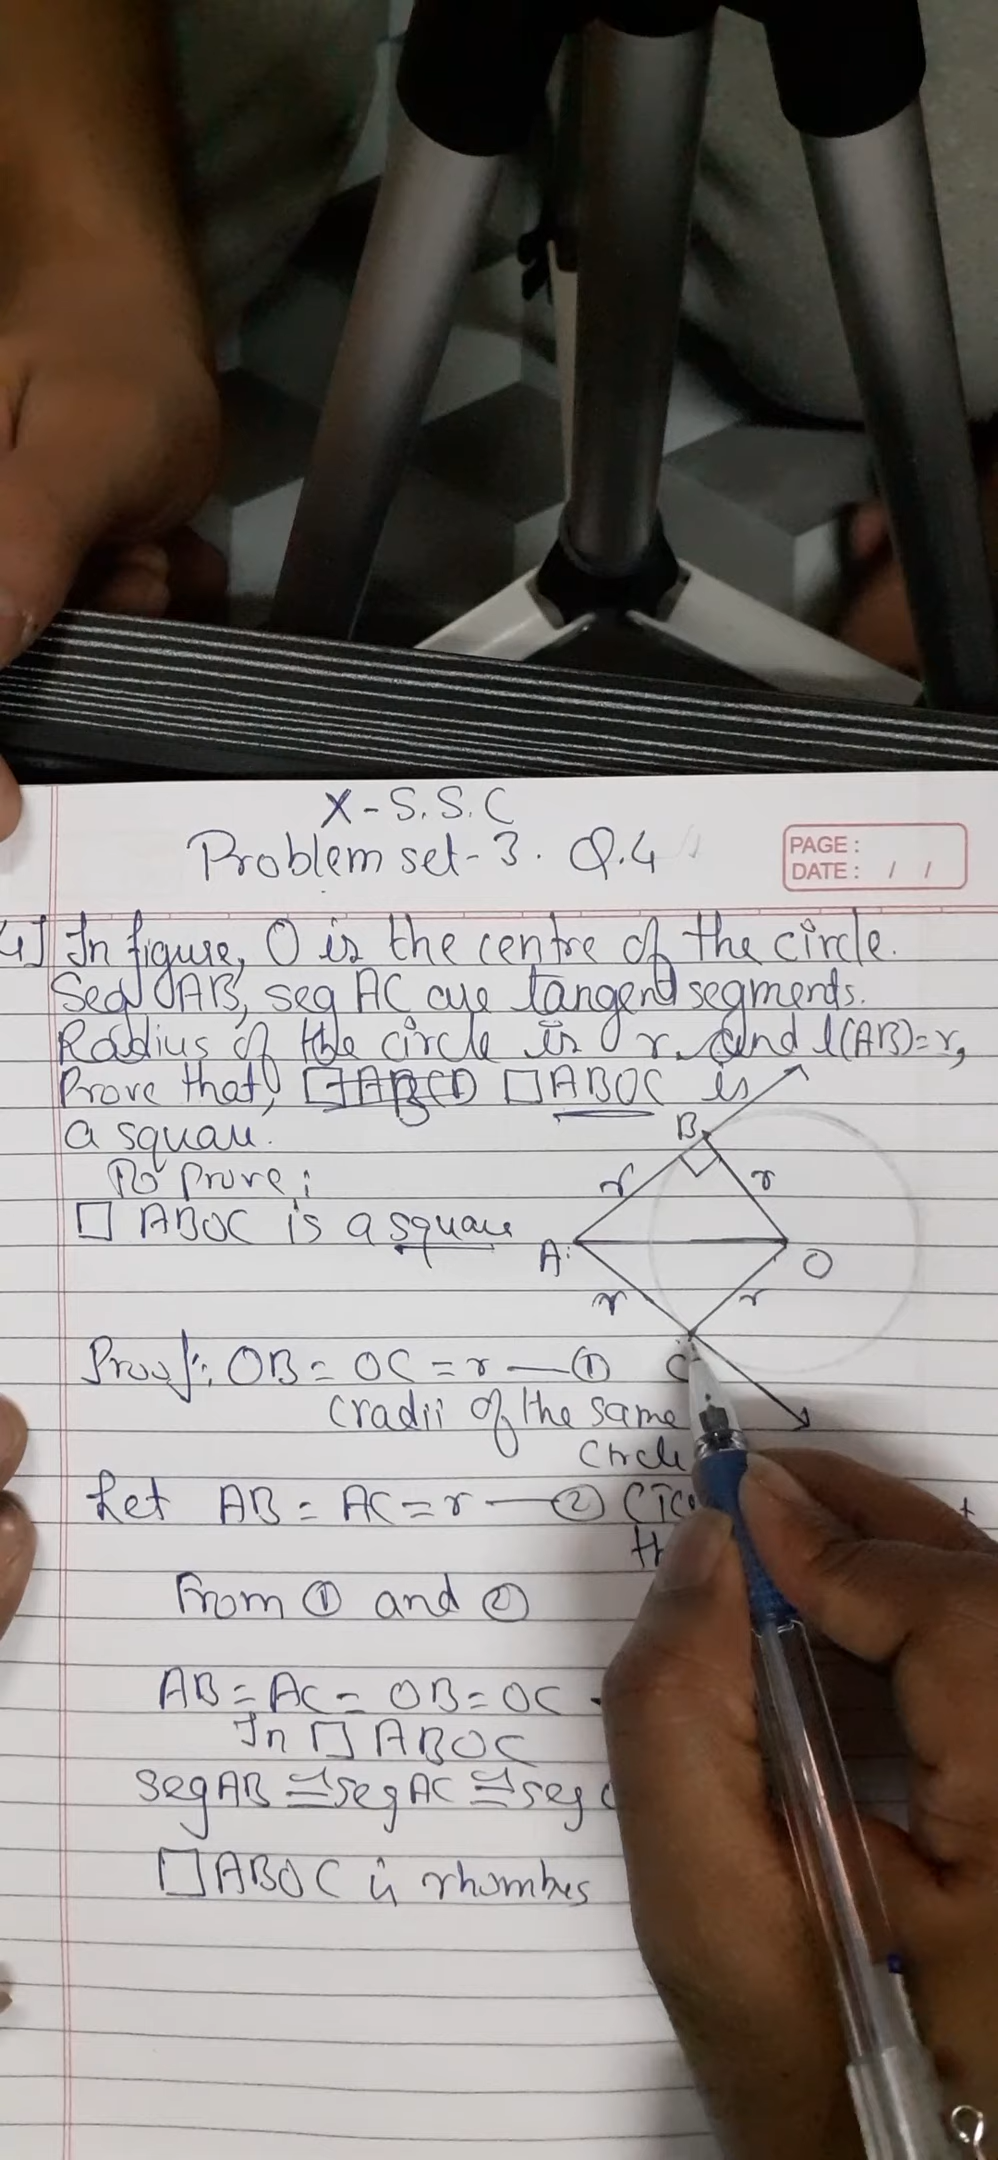 X - S.S.C
Problem set - 3. Q.4
PAGE :
DATE : / /
4] In figure, O is the centre of the circle.
Seg AB, seg AC are tangent segments.
Radius of the circle is r and l(AB)=r,
Prove that, □ABCD □ABOC is
a square.
To prove:
□ ABOC is a square
B
r
r
A
O
r
r
C
Proof: OB = OC = r — ①
(radii of the same
circle
Let AB = AC = r — ②
From ① and ②
AB = AC = OB = OC
In □ ABOC
seg AB ≅ seg AC ≅ seg
□ABOC is rhombus